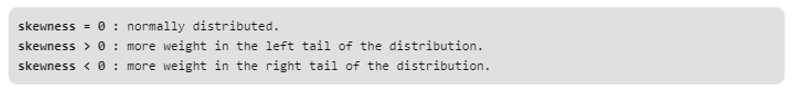 skewness = 0 : normally distributed.
skewness > 0 : more weight in the left tail of the distribution.
skewness < 0 : more weight in the right tail of the distribution.